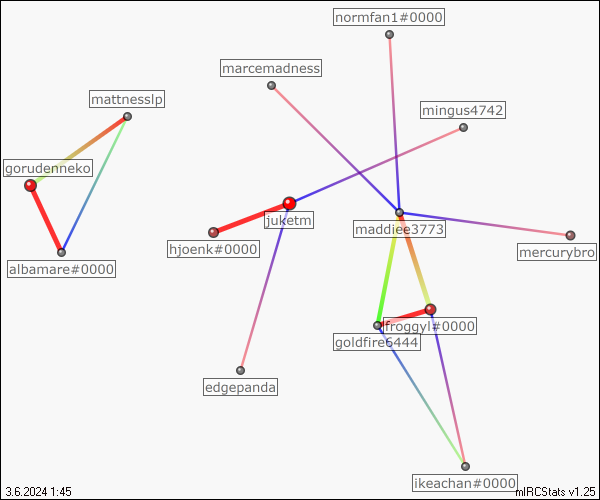 normfan1#0000
marcemadness
mattnesslp
mingus4742
gorudenneko
juketm
maddiee3773
hjoenk#0000
mercurybro
albamare#0000
froggyl#0000
goldfire6444
edgepanda
ikeachan#0000
3.6.2024 1:45
mIRCStats v1.25